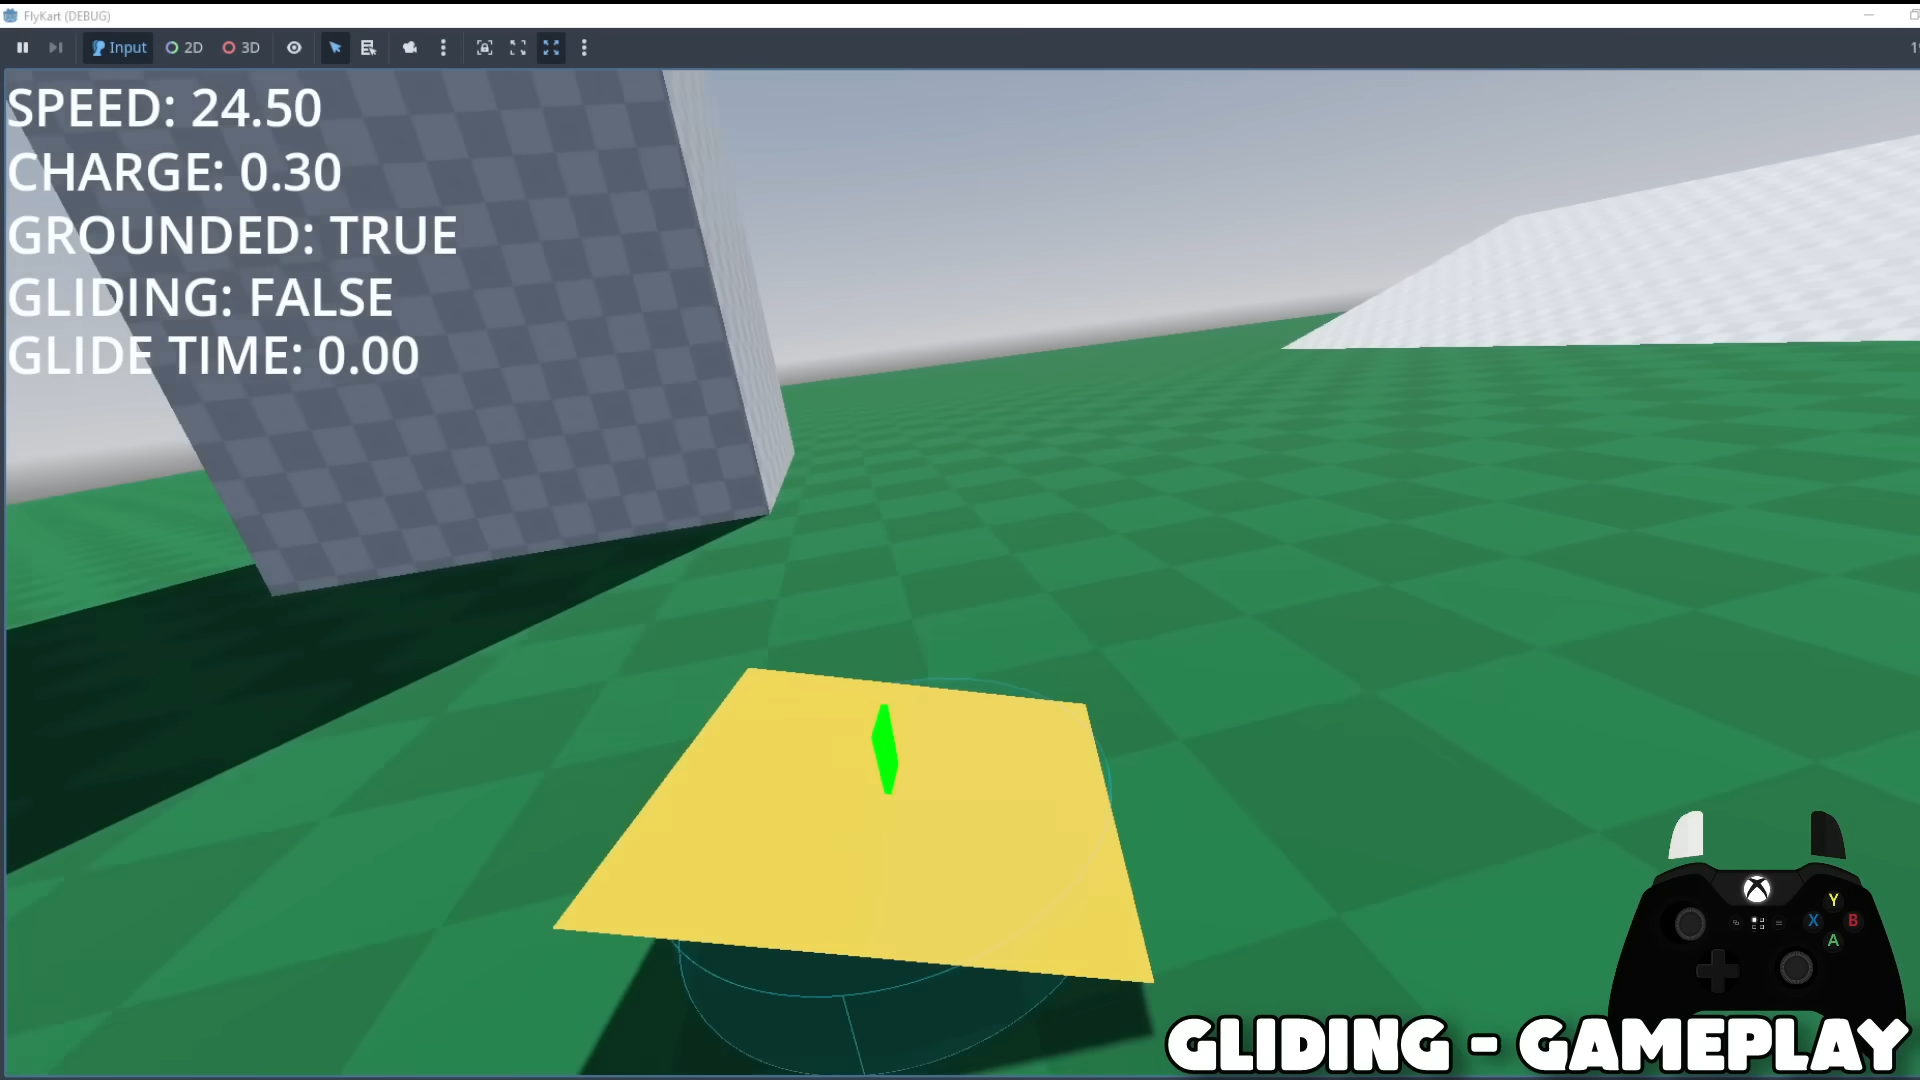 FlyKart (DEBUG)
Input 2D 3D
SPEED: 24.50
CHARGE: 0.30
GROUNDED: TRUE
GLIDING: FALSE
GLIDE TIME: 0.00
Y
X B
A
GLIDING - GAMEPLAY